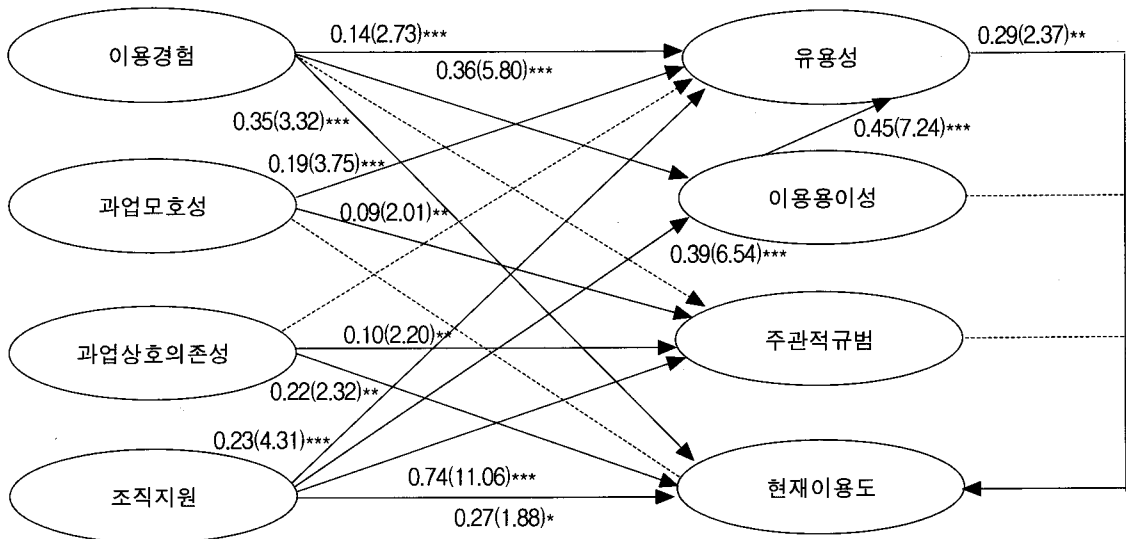 이용경험
0.14(2.73)***
유용성
0.29(2.37)**
0.36(5.80)***
0.35(3.32)***
0.45(7.24)***
0.19(3.75)***
과업모호성
이용용이성
0.09(2.01)**
0.39(6.54)***
과업상호의존성
0.10(2.20)**
주관적규범
0.22(2.32)**
0.23(4.31)***
조직지원
0.74(11.06)***
현재이용도
0.27(1.88)*